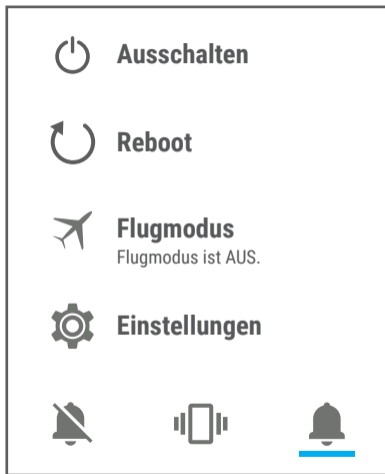 Ausschalten
Reboot
Flugmodus
Flugmodus ist AUS.
Einstellungen